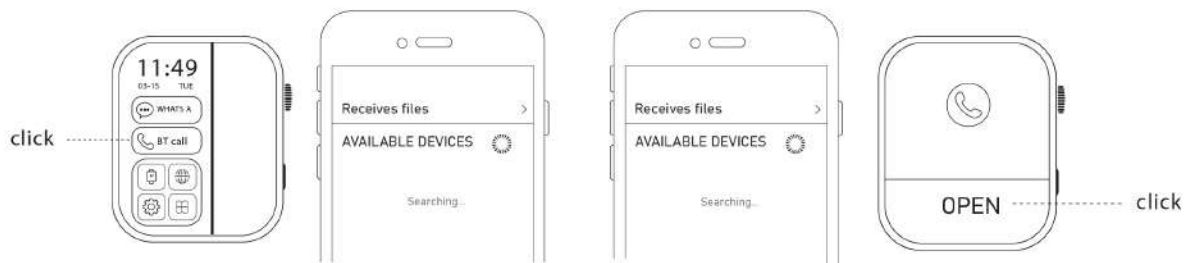 11:49
03-15 TUE
WHATS A
click
BT call
Receives files
AVAILABLE DEVICES
Searching...
Receives files
AVAILABLE DEVICES
Searching...
OPEN
click